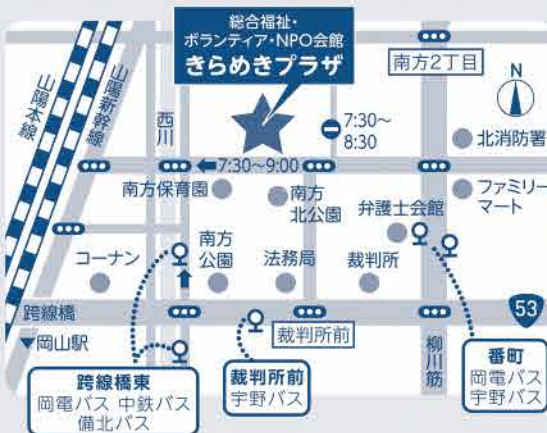 総合福祉・
ボランティア・NPO会館
きらめきプラザ
南方2丁目
N
山陽本線
山陽新幹線
西川
7:30〜
8:30
北消防署
7:30〜9:00
南方保育園
南方
北公園
ファミリー
マート
弁護士会館
コーナン
南方
公園
法務局
裁判所
跨線橋
53
岡山駅
裁判所前
柳川筋
跨線橋東
岡電バス 中鉄バス
備北バス
裁判所前
宇野バス
番町
岡電バス
宇野バス